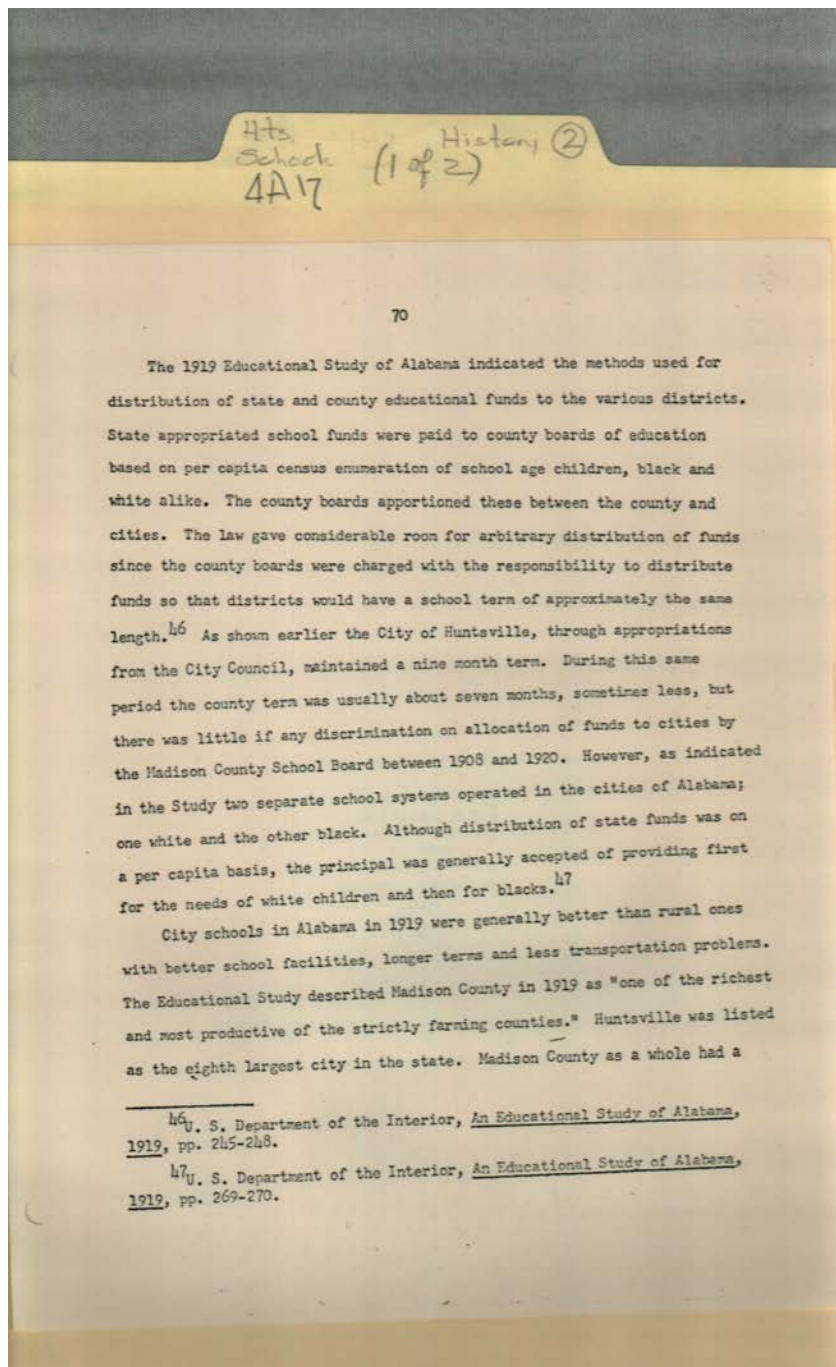 Hts. History ②
School (1 of 2)
4A17
70
The 1919 Educational Study of Alabama indicated the methods used for
distribution of state and county educational funds to the various districts.
State appropriated school funds were paid to county boards of education
based on per capita census enumeration of school age children, black and
white alike. The county boards apportioned these between the county and
cities. The law gave considerable room for arbitrary distribution of funds
since the county boards were charged with the responsibility to distribute
funds so that districts would have a school term of approximately the same
length.46 As shown earlier the City of Huntsville, through appropriations
from the City Council, maintained a nine month term. During this same
period the county term was usually about seven months, sometimes less, but
there was little if any discrimination on allocation of funds to cities by
the Madison County School Board between 1908 and 1920. However, as indicated
in the Study two separate school systems operated in the cities of Alabama;
one white and the other black. Although distribution of state funds was on
a per capita basis, the principal was generally accepted of providing first
for the needs of white children and then for blacks.47
City schools in Alabama in 1919 were generally better than rural ones
with better school facilities, longer terms and less transportation problems.
The Educational Study described Madison County in 1919 as "one of the richest
and most productive of the strictly farming counties." Huntsville was listed
as the eighth largest city in the state. Madison County as a whole had a
46U. S. Department of the Interior, An Educational Study of Alabama,
1919, pp. 245-248.
47U. S. Department of the Interior, An Educational Study of Alabama,
1919, pp. 269-270.